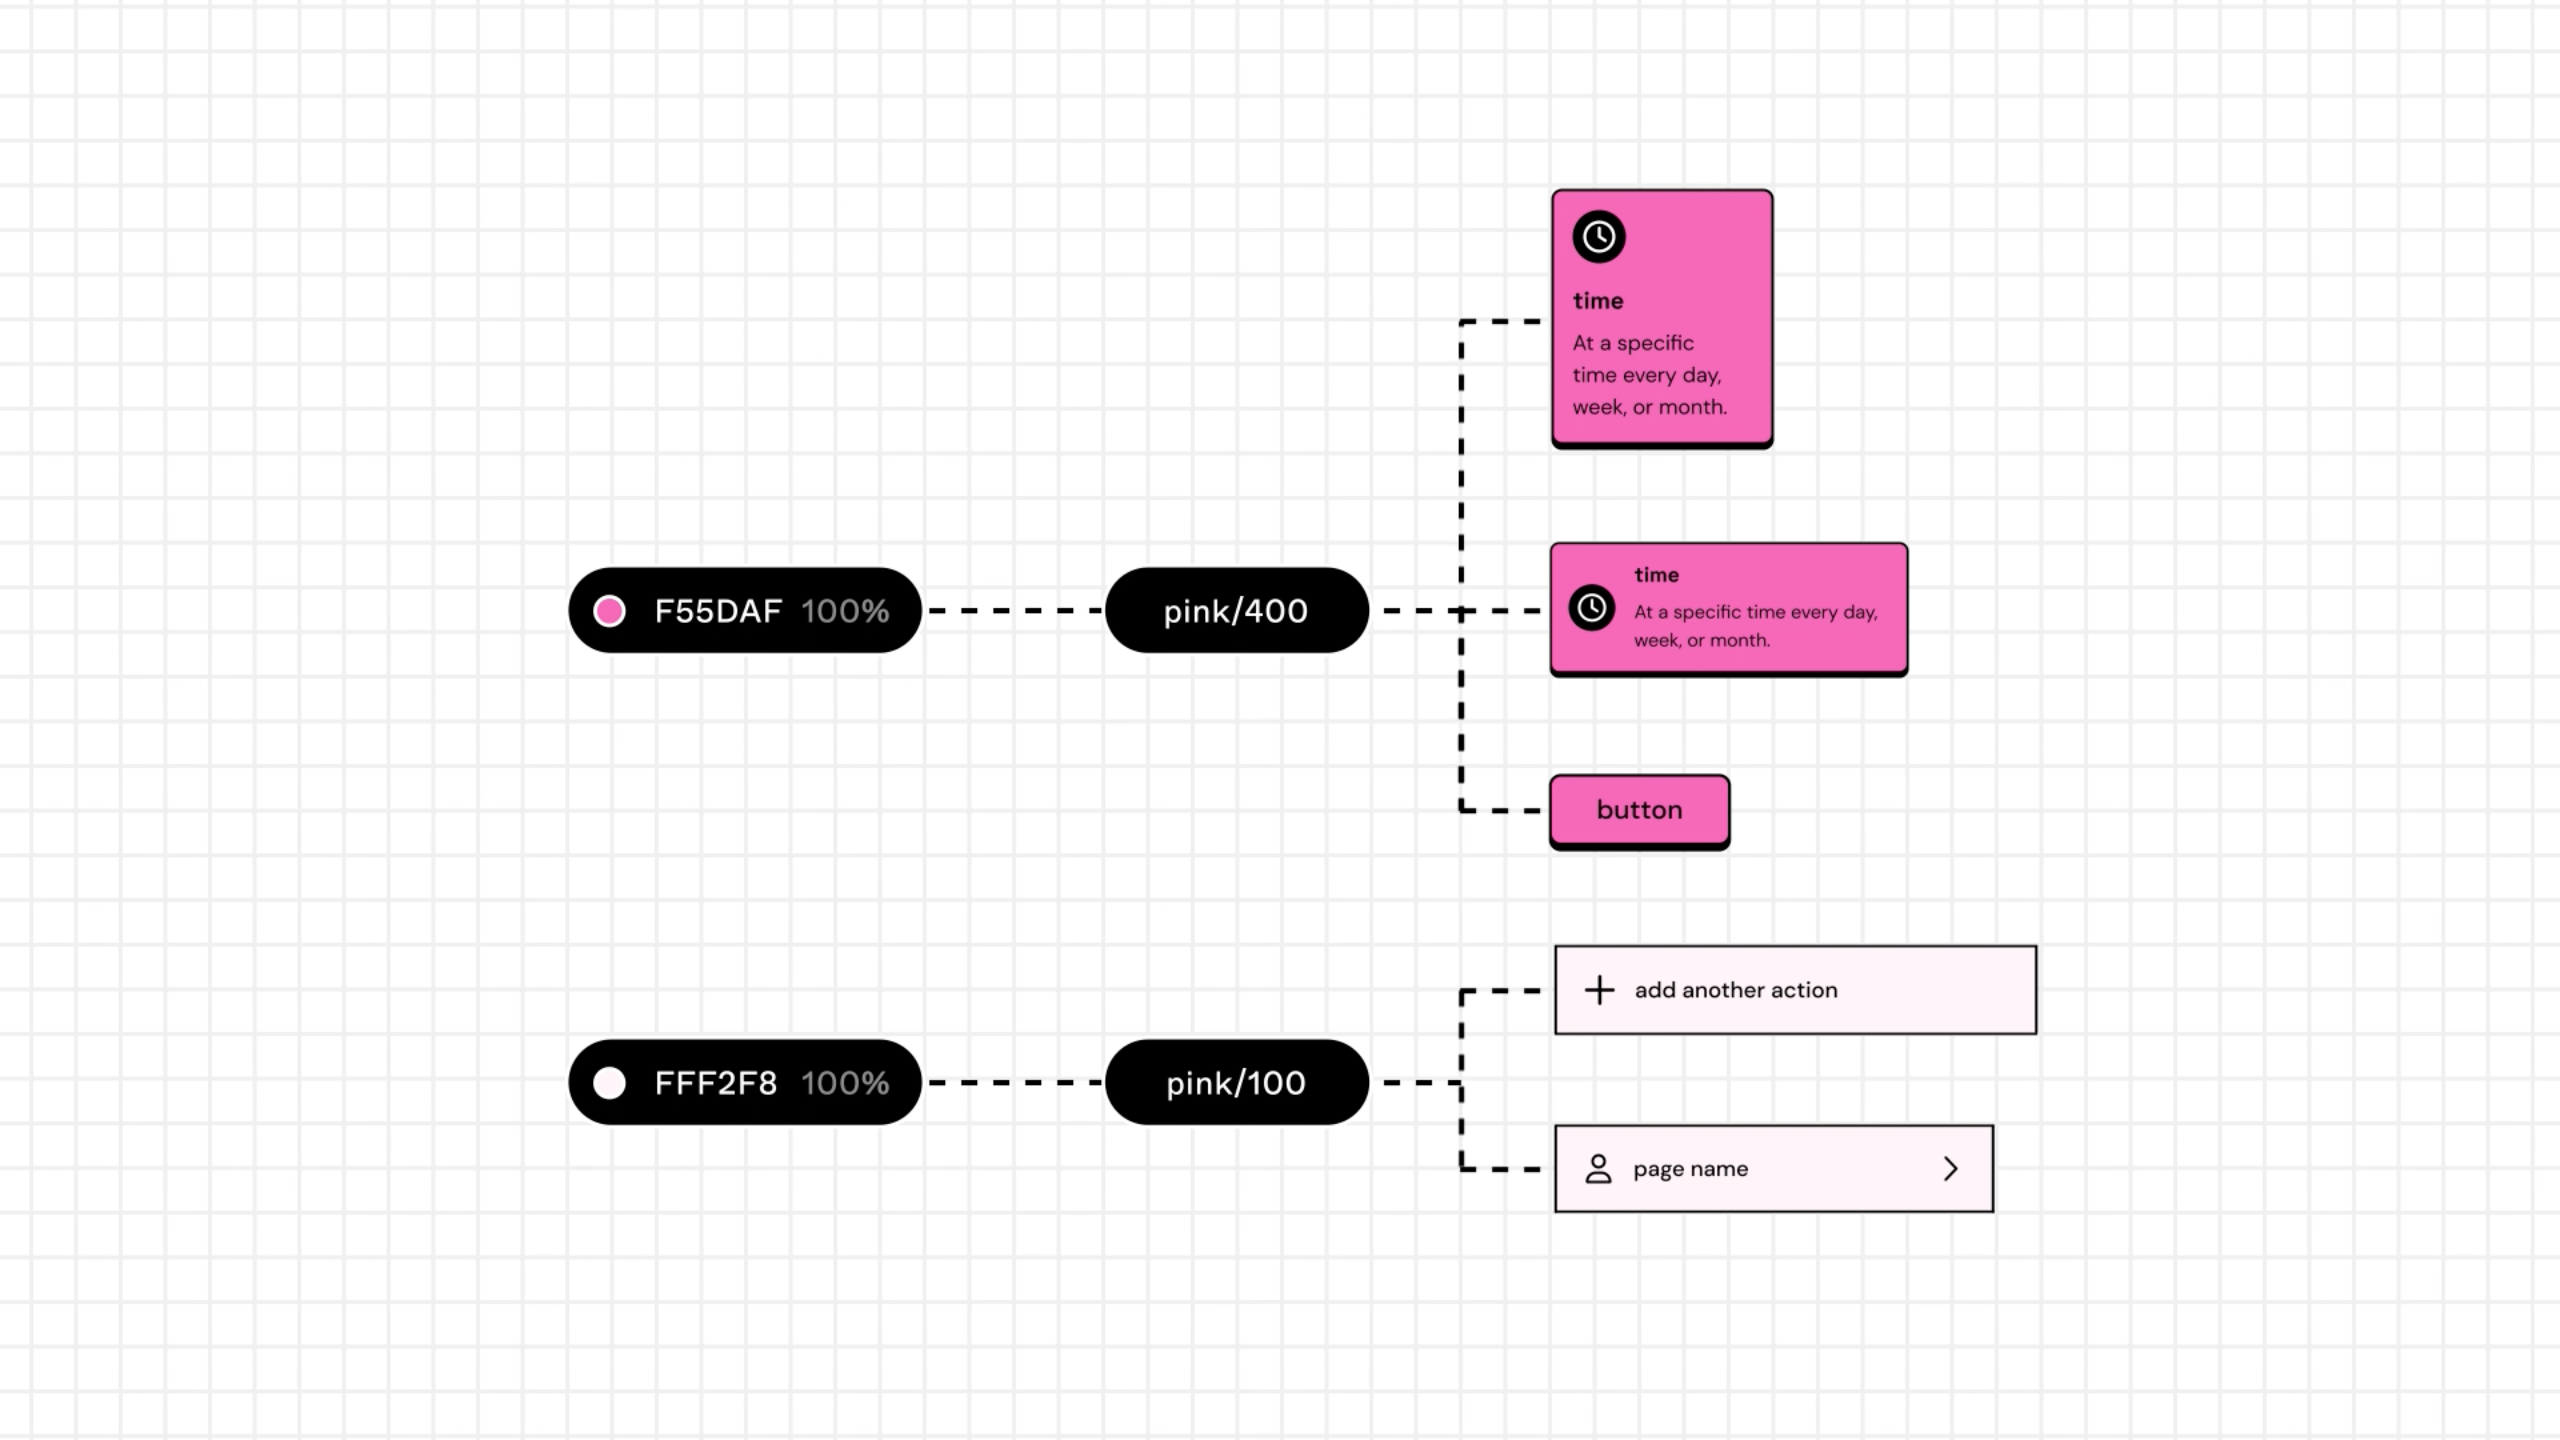 time
At a specific
time every day,
week, or month.
F55DAF 100%
pink/400
time
At a specific time every day,
week, or month.
button
add another action
FFF2F8 100%
pink/100
page name